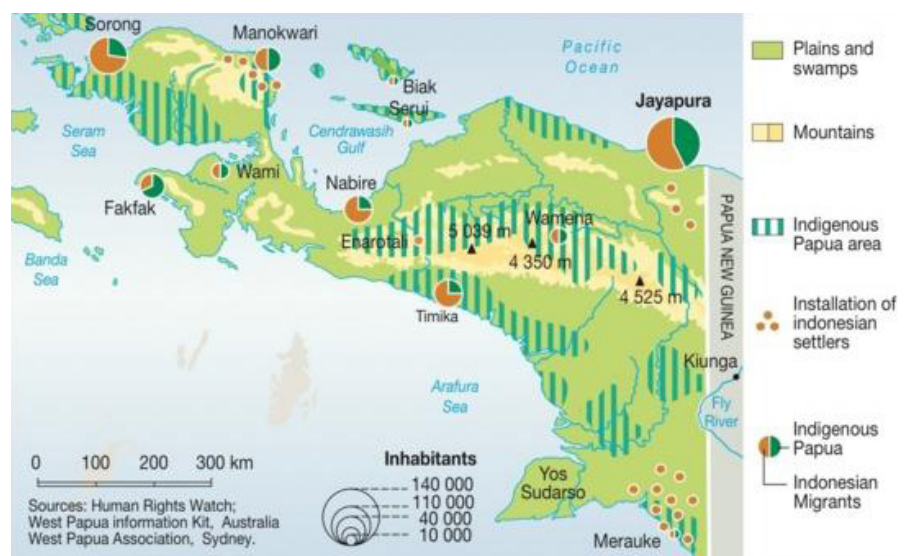 Sorong
Manokwari
Pacific
Ocean
Biak
Serui
Jayapura
Seram
Sea
Cendrawasih
Gulf
Wami
Nabire
Fakfak
Enarotali
5 039 m
Wamena
4 350 m
4 525 m
Banda
Sea
Timika
PAPUA NEW GUINEA
Kiunga
Fly
River
Arafura
Sea
Yos
Sudarso
Merauke
0 100 200 300 km
Sources: Human Rights Watch;
West Papua information Kit, Australia
West Papua Association, Sydney.
Inhabitants
140 000
110 000
40 000
10 000
Plains and
swamps
Mountains
Indigenous
Papua area
Installation of
indonesian
settlers
Indigenous
Papua
Indonesian
Migrants